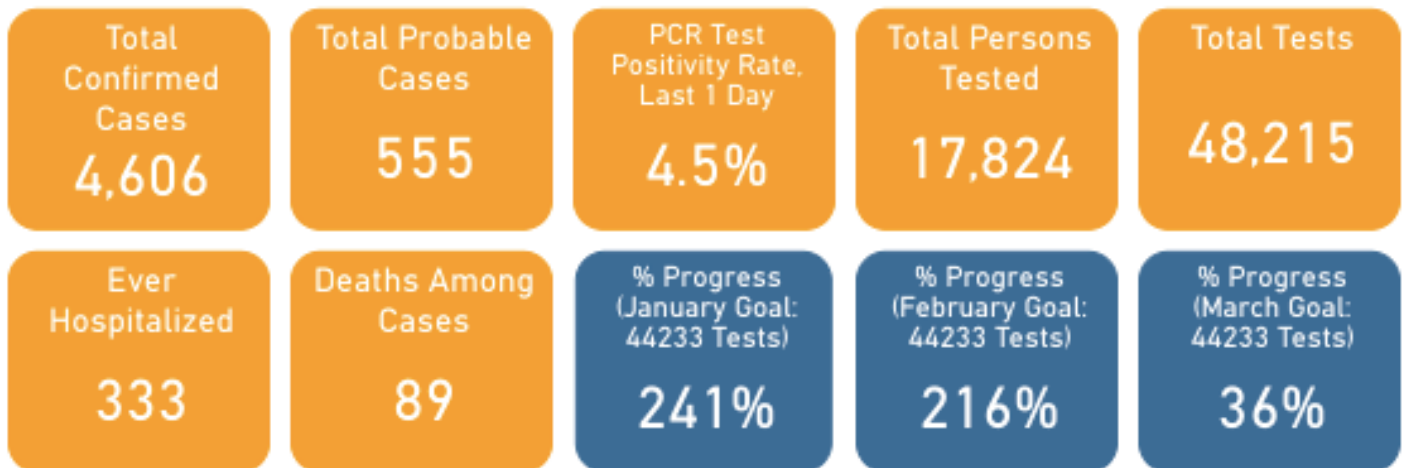 Total
Confirmed
Cases
4,606
Total Probable
Cases
555
PCR Test
Positivity Rate,
Last 1 Day
4.5%
Total Persons
Tested
17,824
Total Tests
48,215
Ever
Hospitalized
333
Deaths Among
Cases
89
% Progress
(January Goal:
44233 Tests)
241%
% Progress
(February Goal:
44233 Tests)
216%
% Progress
(March Goal:
44233 Tests)
36%